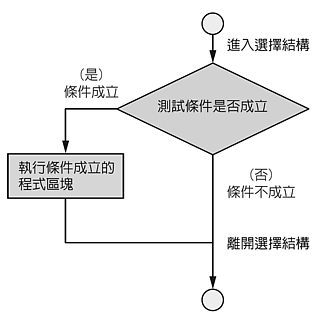 進入選擇結構
（是）
條件成立
測試條件是否成立
執行條件成立的
程式區塊
（否）
條件不成立
離開選擇結構